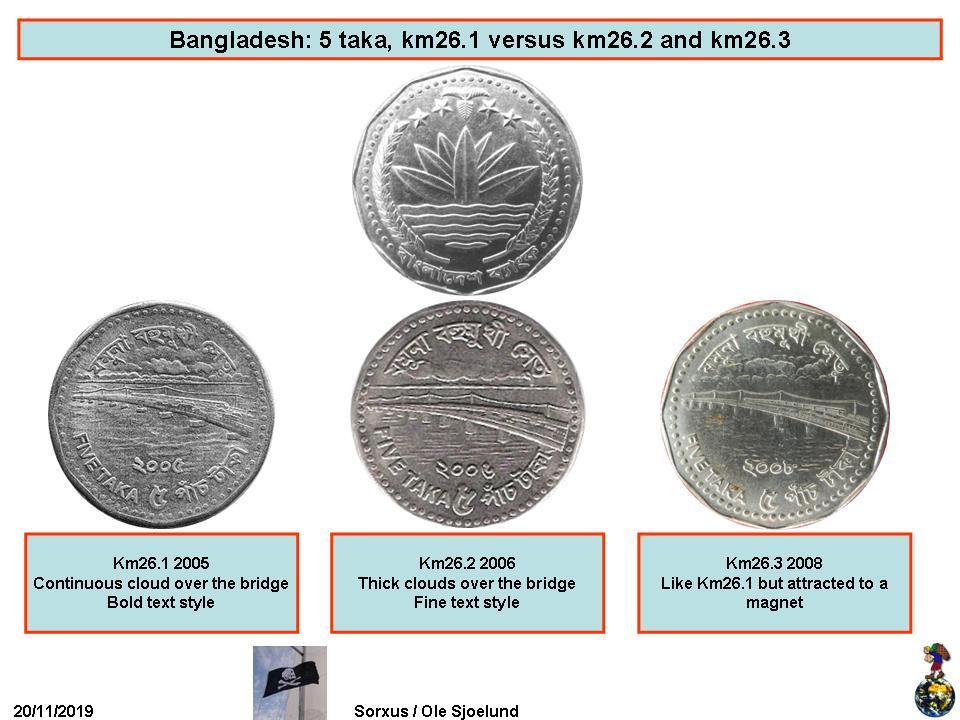 Bangladesh: 5 taka, km26.1 versus km26.2 and km26.3
বাংলাদেশ ব্যাংক
যমুনা বহুমুখী সেতু
FIVE TAKA ৫ পাঁচ টাকা
২০০৫
যমুনা বহুমুখী সেতু
FIVE TAKA ৫ পাঁচ টাকা
২০০৬
যমুনা বহুমুখী সেতু
FIVE TAKA ৫ পাঁচ টাকা
২০০৮
Km26.1 2005
Continuous cloud over the bridge
Bold text style
Km26.2 2006
Thick clouds over the bridge
Fine text style
Km26.3 2008
Like Km26.1 but attracted to a
magnet
20/11/2019
Sorxus / Ole Sjoelund